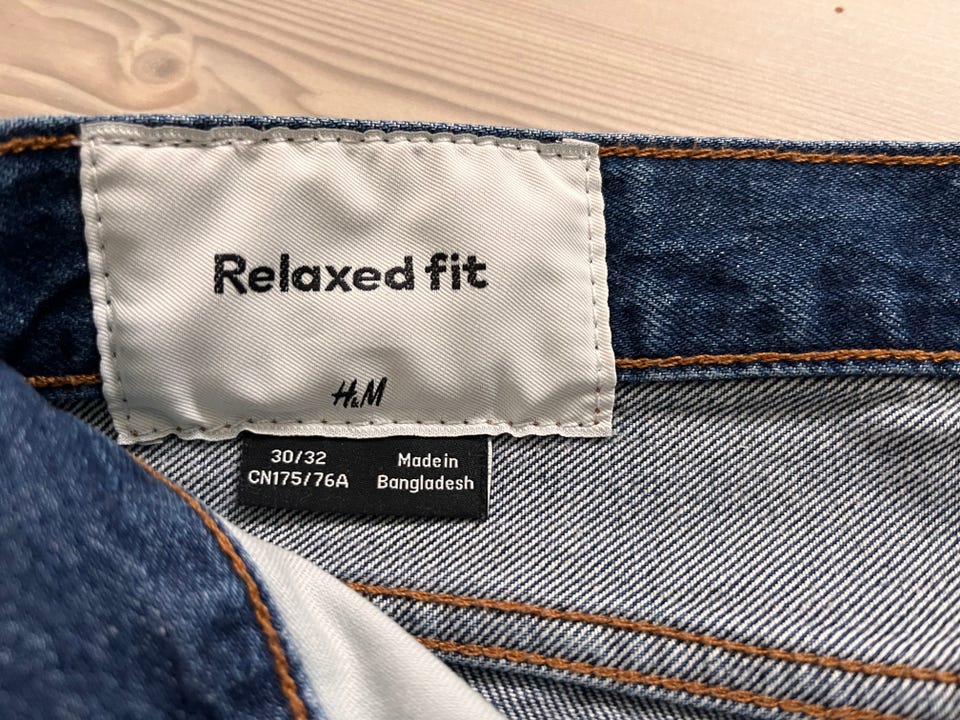 Relaxed fit
H&M
30/32
CN175/76A
Made in
Bangladesh